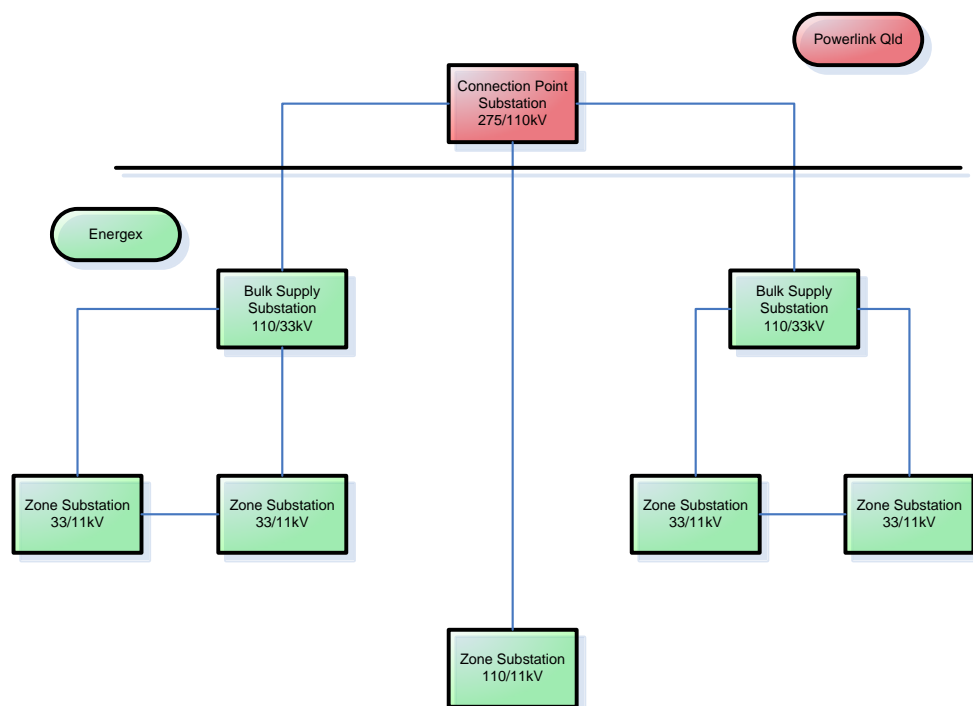 Powerlink Qld
Connection Point
Substation
275/110kV
Energex
Bulk Supply
Substation
110/33kV
Bulk Supply
Substation
110/33kV
Zone Substation
33/11kV
Zone Substation
33/11kV
Zone Substation
33/11kV
Zone Substation
33/11kV
Zone Substation
110/11kV